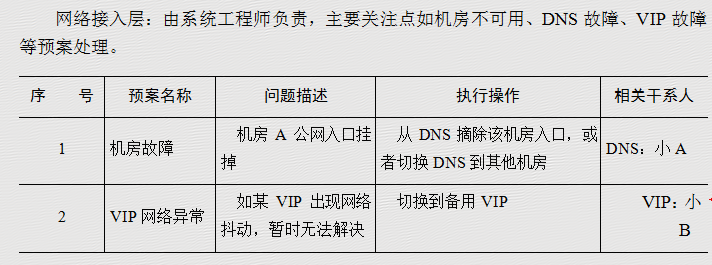 网络接入层：由系统工程师负责，主要关注点如机房不可用、DNS 故障、VIP 故障
等预案处理。
序 号 预案名称 问题描述 执行操作 相关干系人
1 机房故障 机房 A 公网入口挂
掉 从 DNS 摘除该机房入口，或
者切换 DNS 到其他机房 DNS：小 A
2 VIP 网络异常 如某 VIP 出现网络
抖动，暂时无法解决 切换到备用 VIP VIP：小
B